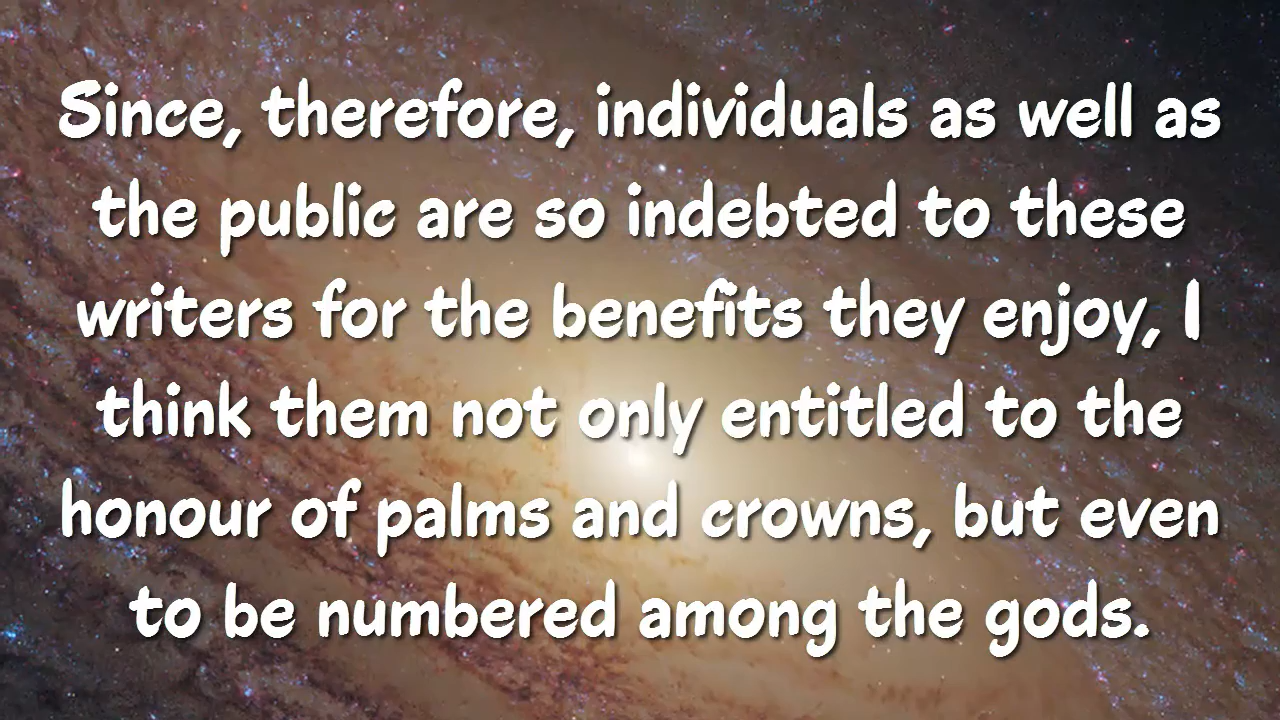 Since, therefore, individuals as well as
the public are so indebted to these
writers for the benefits they enjoy, I
think them not only entitled to the
honour of palms and crowns, but even
to be numbered among the gods.